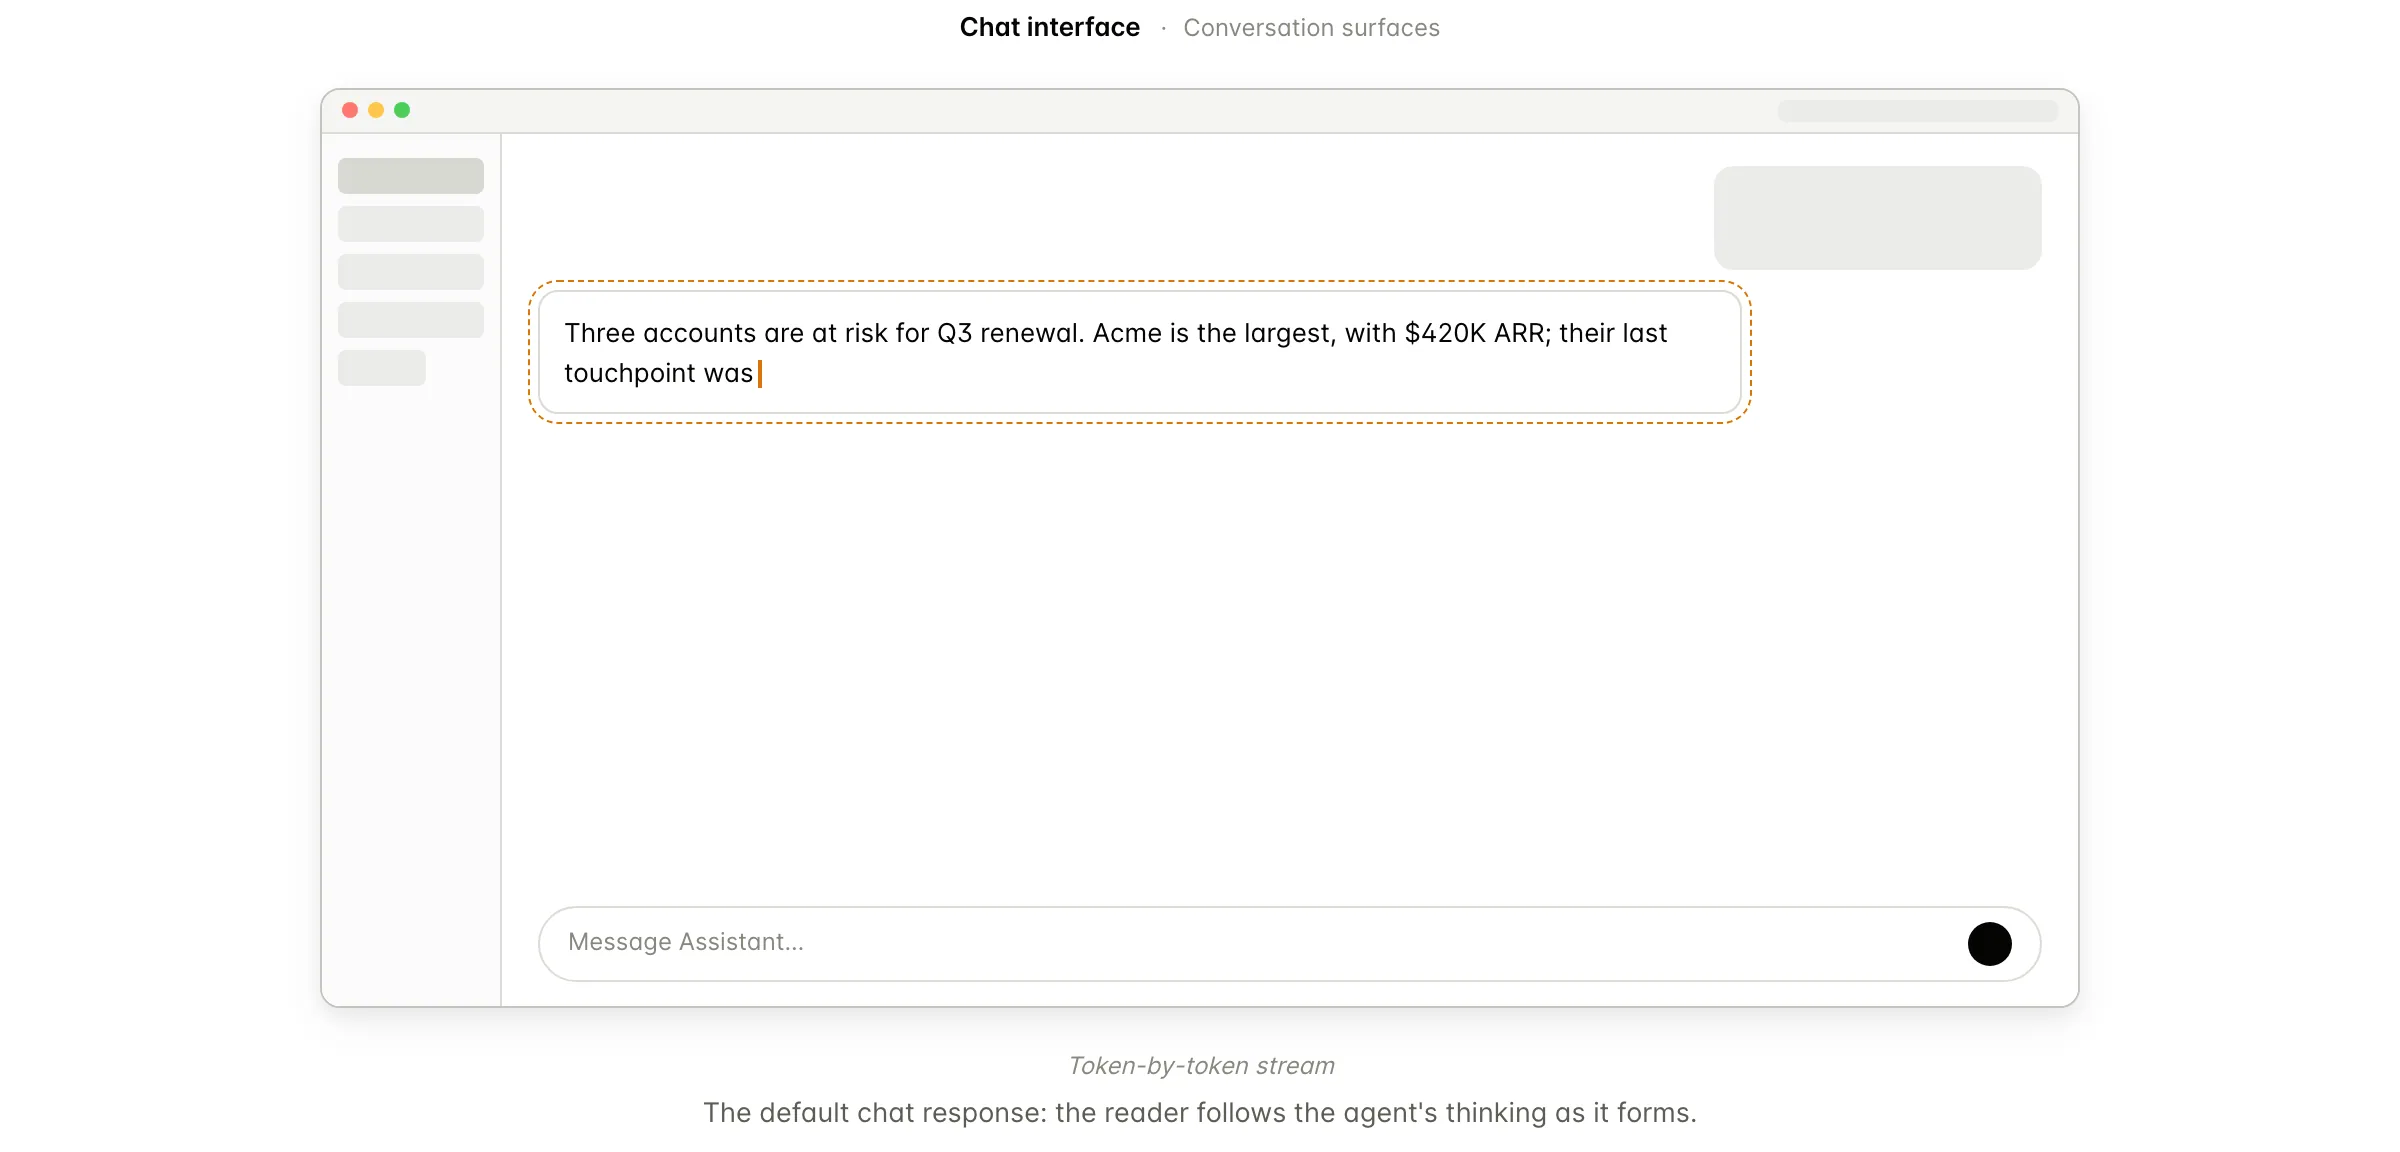 Chat interface · Conversation surfaces
Three accounts are at risk for Q3 renewal. Acme is the largest, with $420K ARR; their last
touchpoint was
Message Assistant...
Token-by-token stream
The default chat response: the reader follows the agent's thinking as it forms.